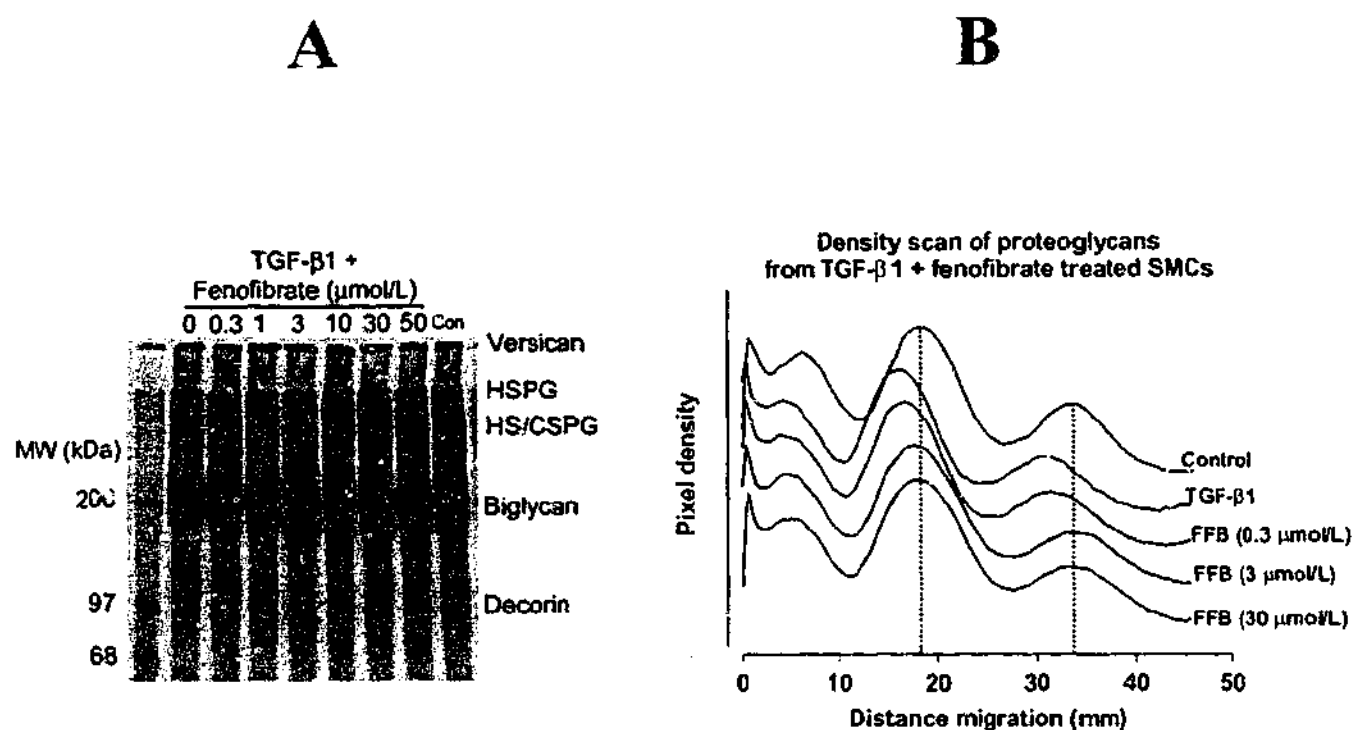 A
B
TGF-β1 +
Fenofibrate (µmol/L)
0 0.3 1 3 10 30 50 Con
Versican
HSPG
HS/CSPG
MW (kDa)
200
Biglycan
97
Decorin
68
Density scan of proteoglycans
from TGF-β1 + fenofibrate treated SMCs
Pixel density
Control
TGF-β1
FFB (0.3 µmol/L)
FFB (3 µmol/L)
FFB (30 µmol/L)
0 10 20 30 40 50
Distance migration (mm)